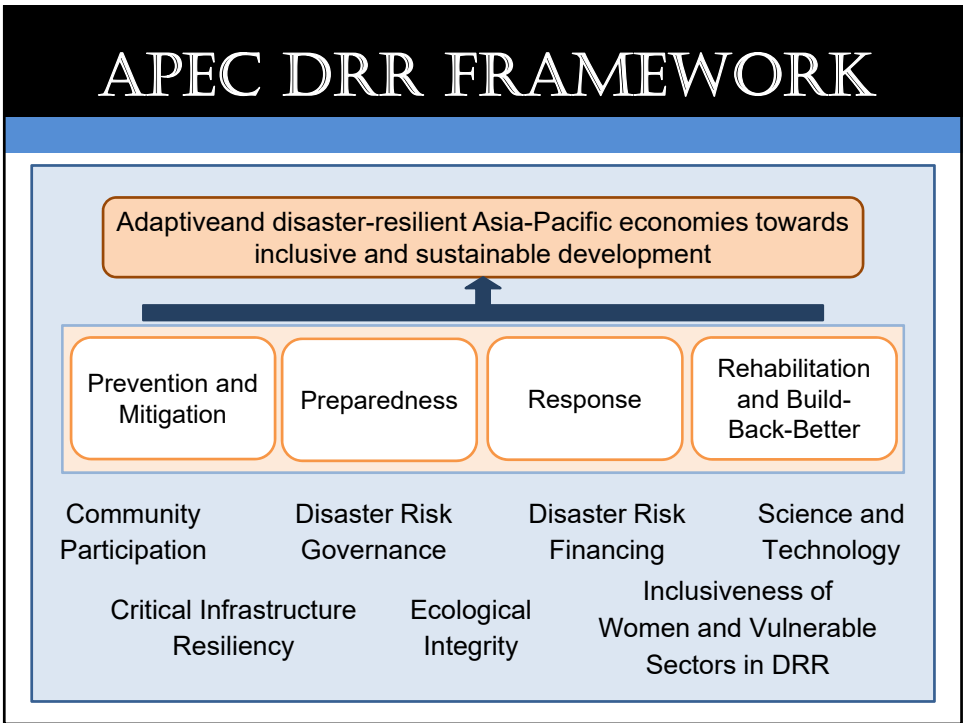 APEC DRR FRAMEWORK
Adaptiveand disaster-resilient Asia-Pacific economies towards
inclusive and sustainable development
Prevention and
Mitigation
Preparedness
Response
Rehabilitation
and Build-
Back-Better
Community
Participation
Disaster Risk
Governance
Disaster Risk
Financing
Science and
Technology
Critical Infrastructure
Resiliency
Ecological
Integrity
Inclusiveness of
Women and Vulnerable
Sectors in DRR